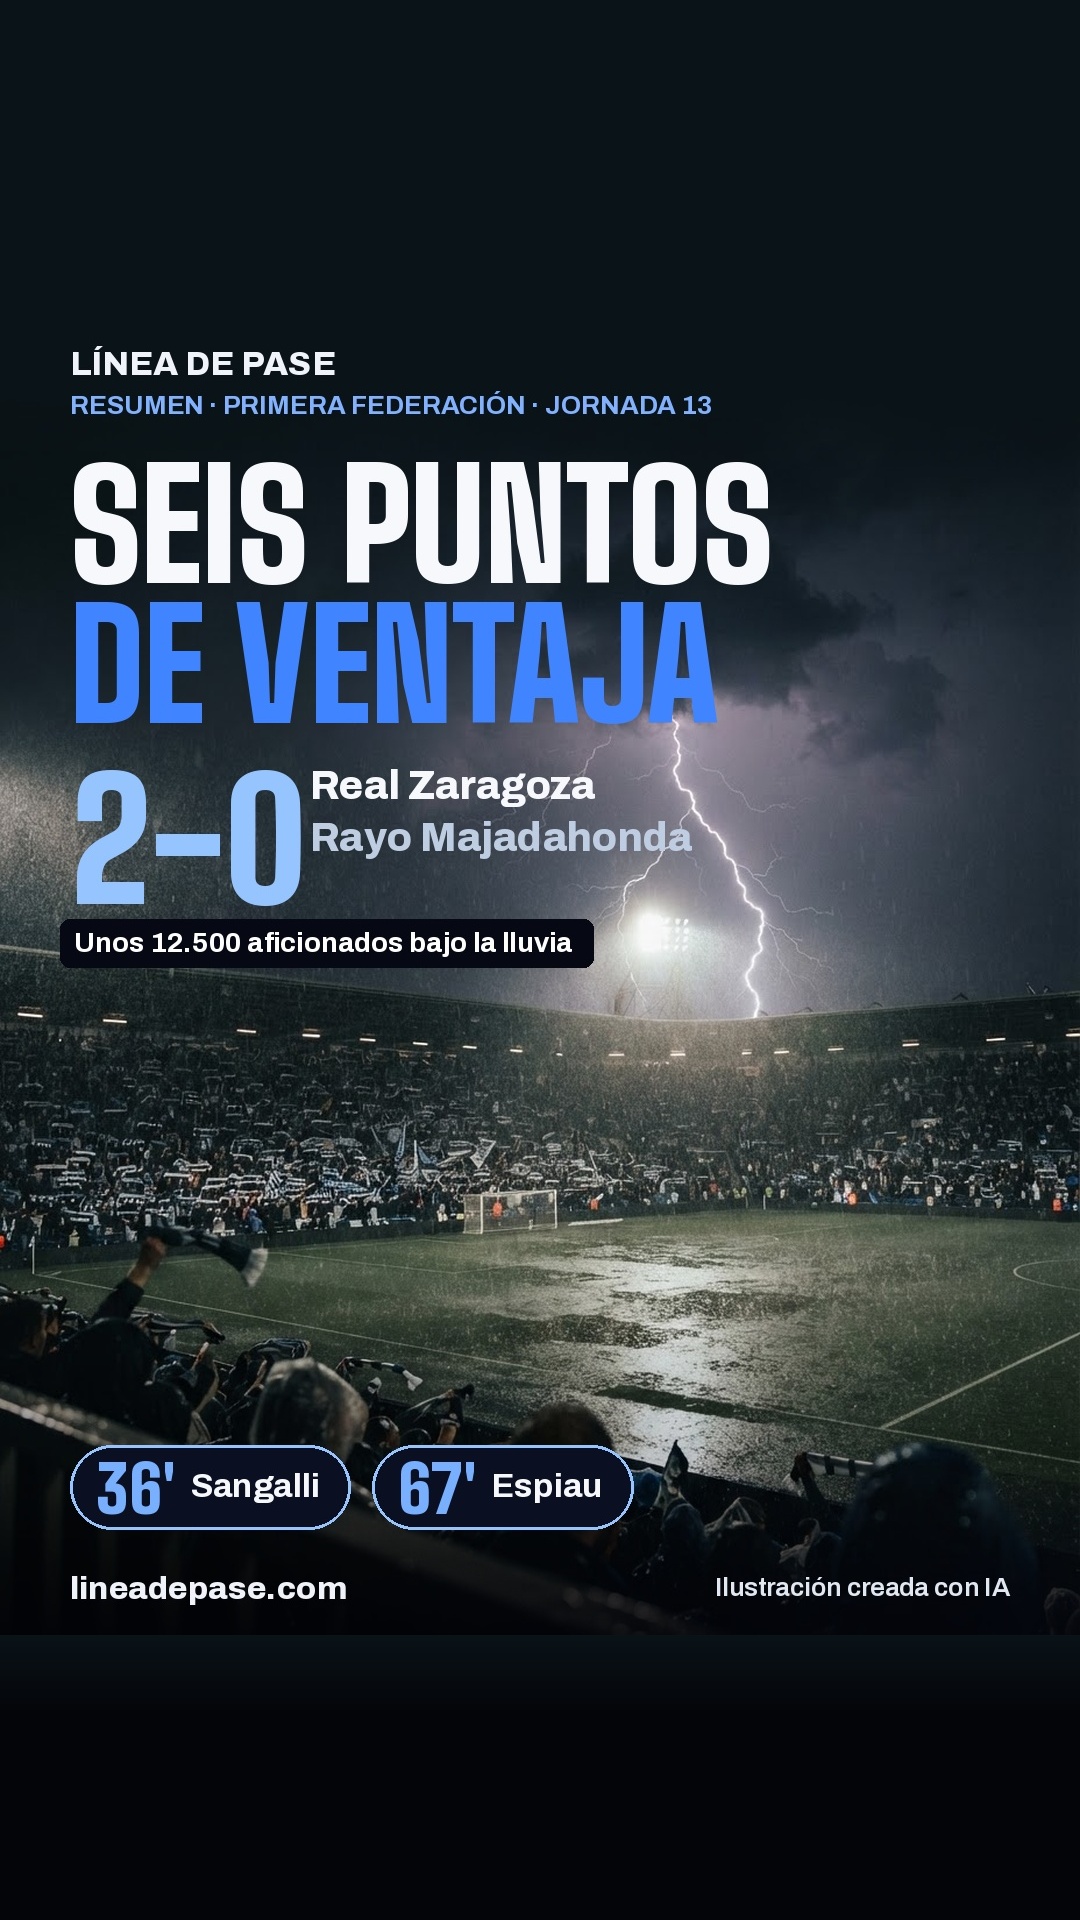 LÍNEA DE PASE
RESUMEN · PRIMERA FEDERACIÓN · JORNADA 13
SEIS PUNTOS
DE VENTAJA
2-0
Real Zaragoza
Rayo Majadahonda
Unos 12.500 aficionados bajo la lluvia
36' Sangalli
67' Espiau
lineadepase.com
Ilustración creada con IA